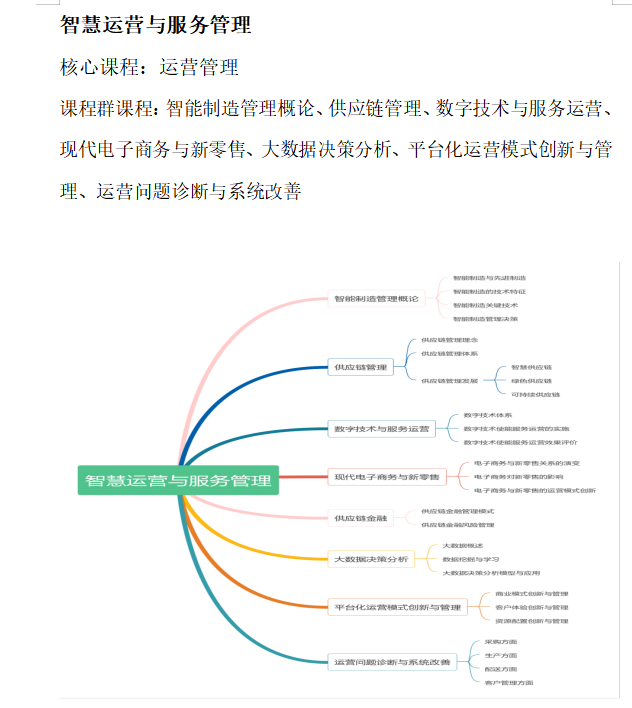 智慧运营与服务管理
核心课程：运营管理
课程群课程：智能制造管理概论、供应链管理、数字技术与服务运营、
现代电子商务与新零售、大数据决策分析、平台化运营模式创新与管
理、运营问题诊断与系统改善
智慧运营与服务管理
智能制造管理概论
智能制造与先进制造
智能制造的技术特征
智能制造关键技术
智能制造管理决策
供应链管理
供应链管理理念
供应链管理体系
供应链管理发展
智慧供应链
绿色供应链
可持续供应链
数字技术与服务运营
数字技术体系
数字技术使能服务运营的实施
数字技术使能服务运营效果评价
现代电子商务与新零售
电子商务与新零售关系的演变
电子商务对新零售的影响
电子商务与新零售的运营模式创新
供应链金融
供应链金融管理模式
供应链金融风险管理
大数据决策分析
大数据概述
数据挖掘与学习
大数据决策分析模型与应用
平台化运营模式创新与管理
商业模式创新与管理
客户体验创新与管理
资源配置创新与管理
运营问题诊断与系统改善
采购方面
生产方面
配送方面
客户管理方面